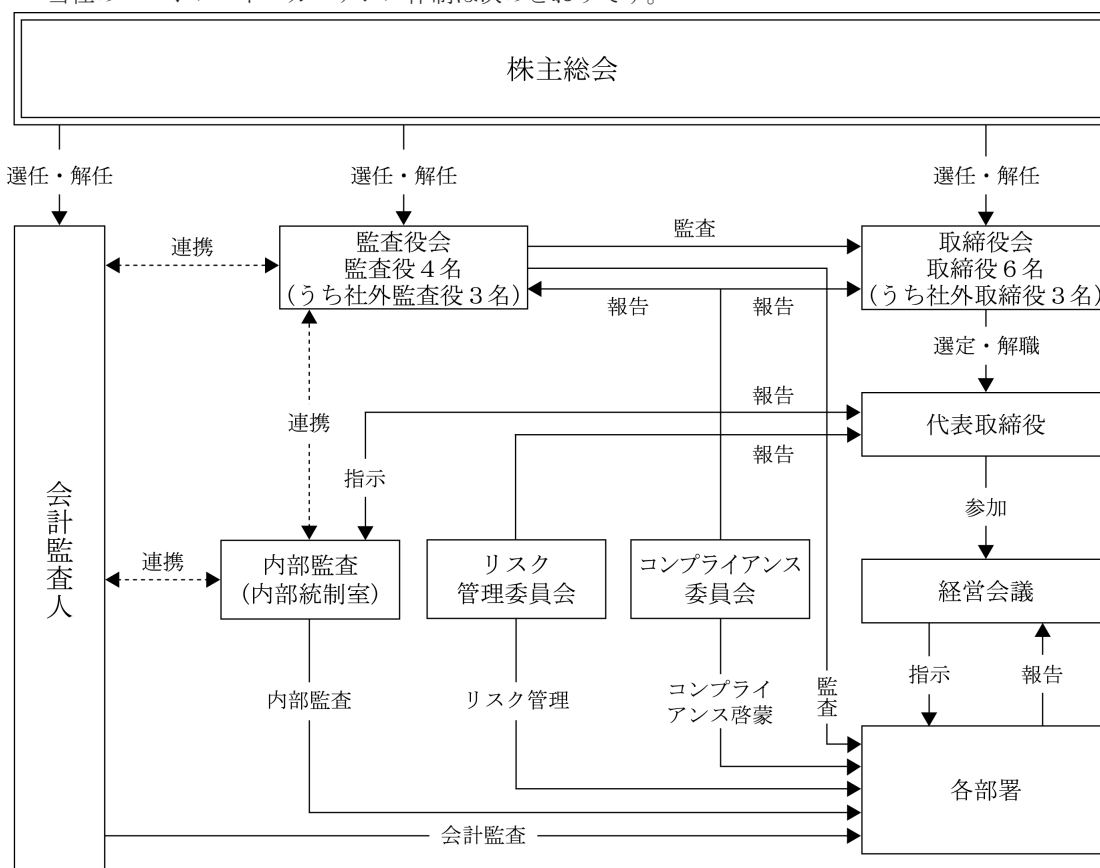 株主総会
選任・解任
選任・解任
選任・解任
連携
監査役会
監査役４名
（うち社外監査役３名）
監査
取締役会
取締役６名
（うち社外取締役３名）
報告
報告
選定・解職
連携
報告
代表取締役
報告
指示
参加
会計監査人
連携
内部監査
（内部統制室）
リスク
管理委員会
コンプライアンス
委員会
経営会議
内部監査
リスク管理
コンプライ
アンス啓蒙
監査
指示
報告
各部署
会計監査